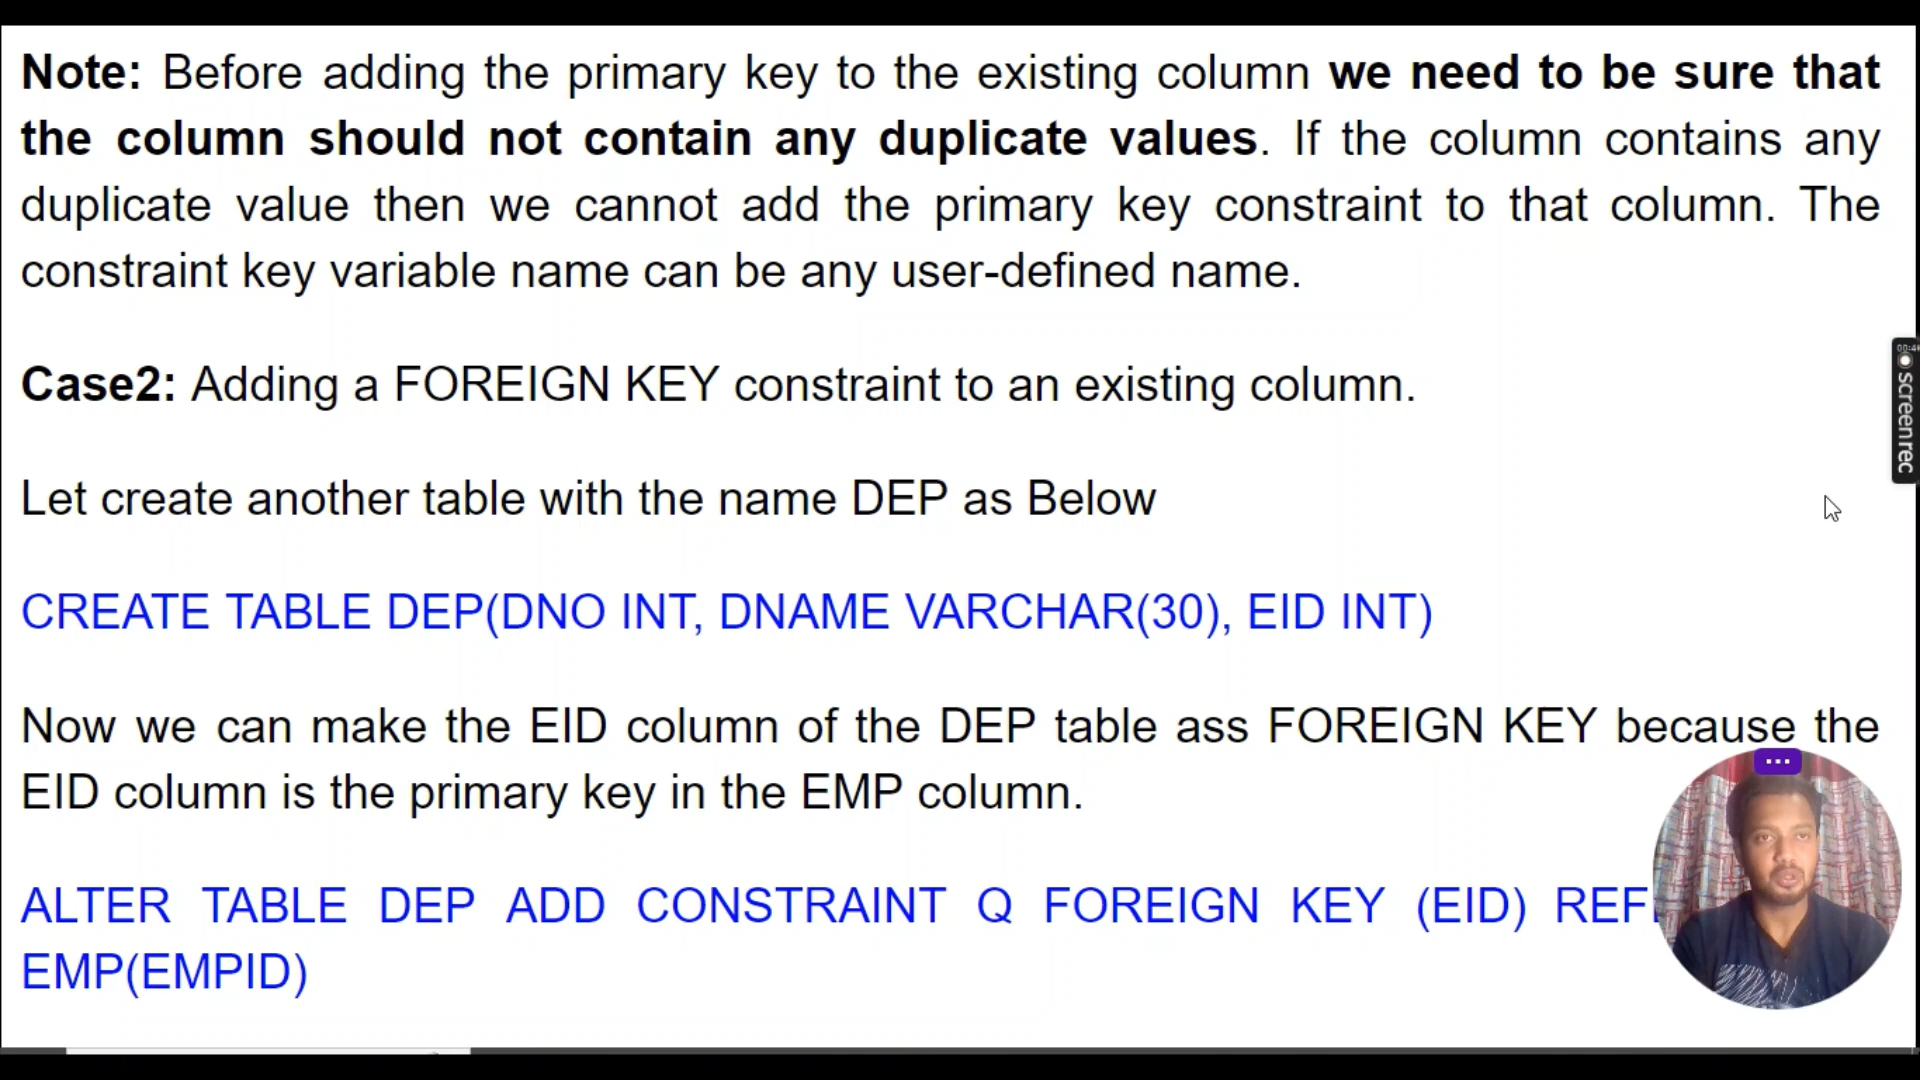 Note: Before adding the primary key to the existing column we need to be sure that
the column should not contain any duplicate values. If the column contains any
duplicate value then we cannot add the primary key constraint to that column. The
constraint key variable name can be any user-defined name.
Case2: Adding a FOREIGN KEY constraint to an existing column.
Let create another table with the name DEP as Below
CREATE TABLE DEP(DNO INT, DNAME VARCHAR(30), EID INT)
Now we can make the EID column of the DEP table ass FOREIGN KEY because the
EID column is the primary key in the EMP column.
ALTER TABLE DEP ADD CONSTRAINT Q FOREIGN KEY (EID)
EMP(EMPID)
screenrec